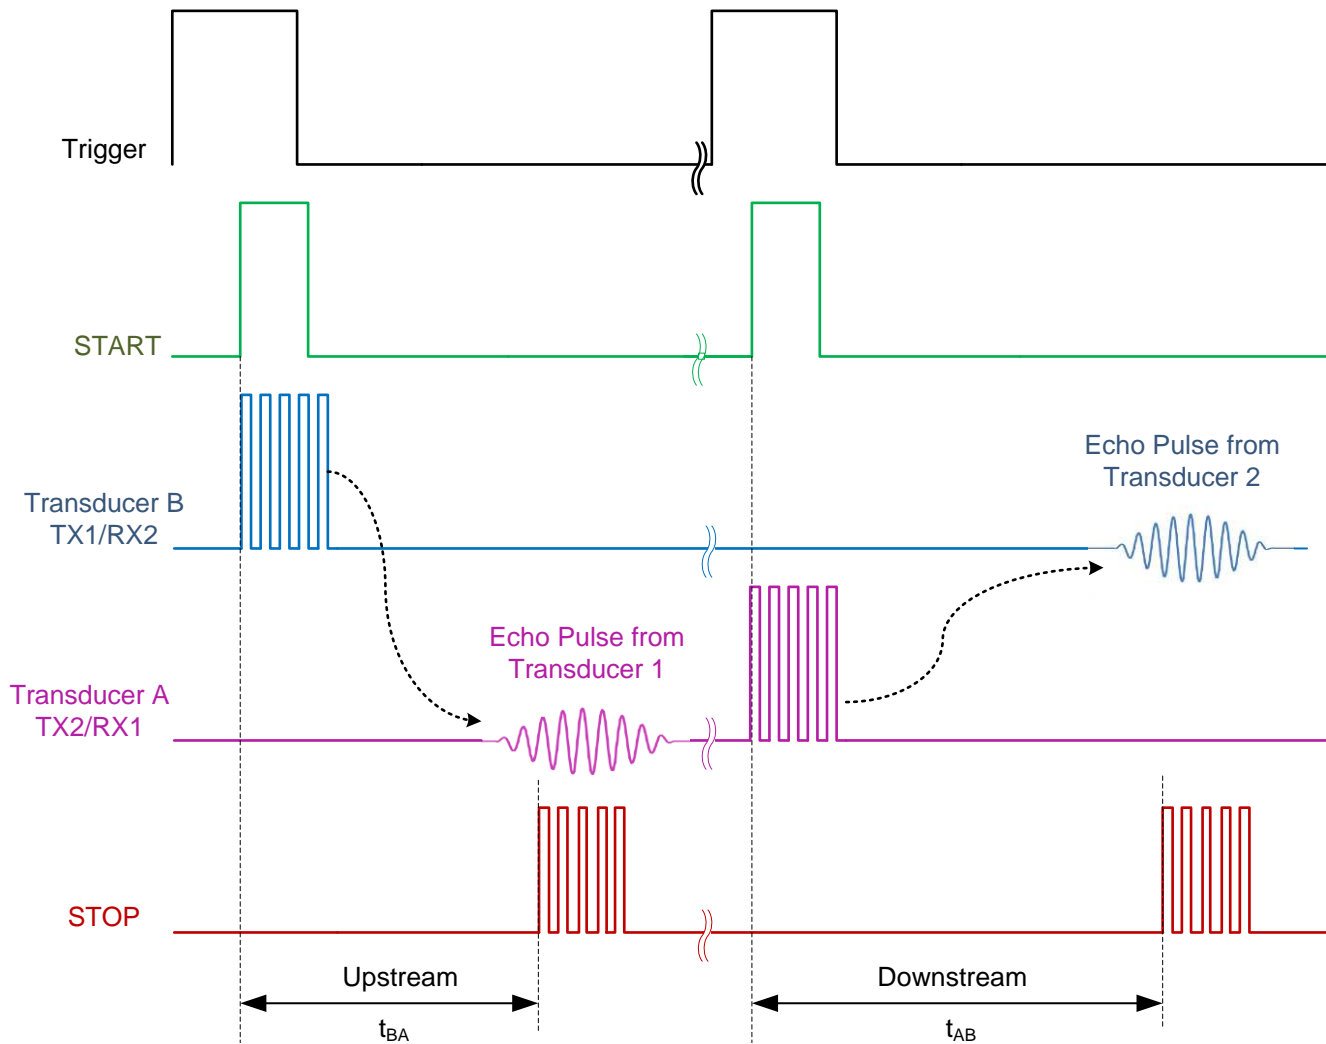 Trigger
START
Transducer B
TX1/RX2
Echo Pulse from
Transducer 2
Echo Pulse from
Transducer 1
Transducer A
TX2/RX1
STOP
Upstream
Downstream
tBA
tAB